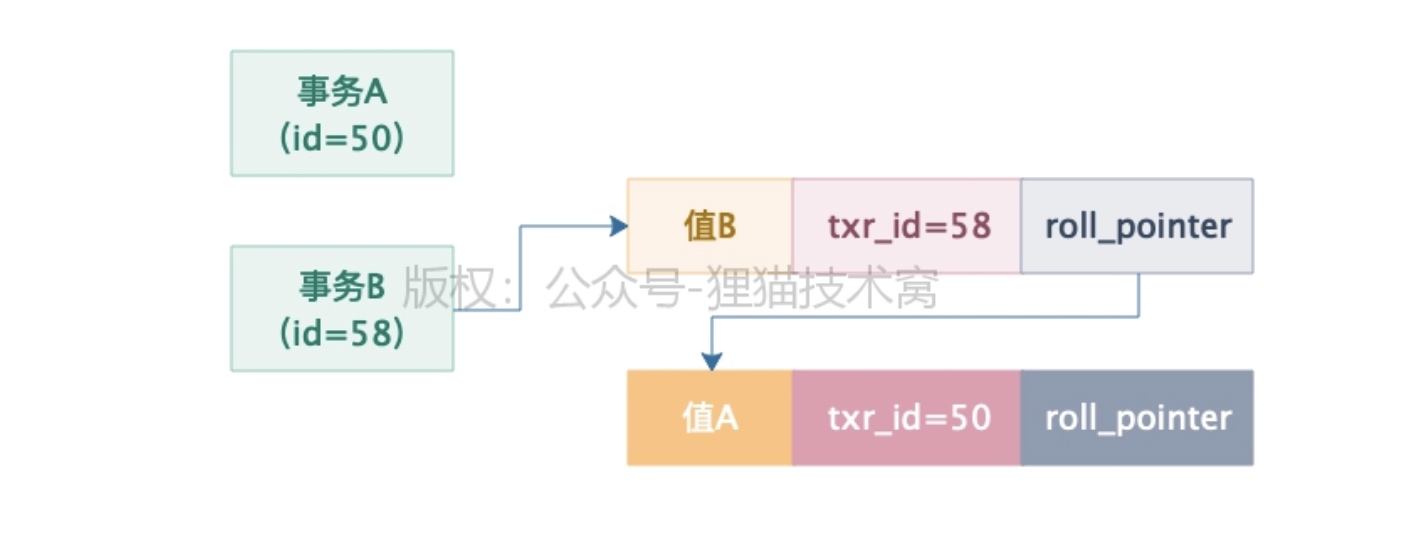 事务A
(id=50)
值B txr_id=58 roll_pointer
事务B
(id=58)
版权：公众号-狸猫技术窝
值A txr_id=50 roll_pointer